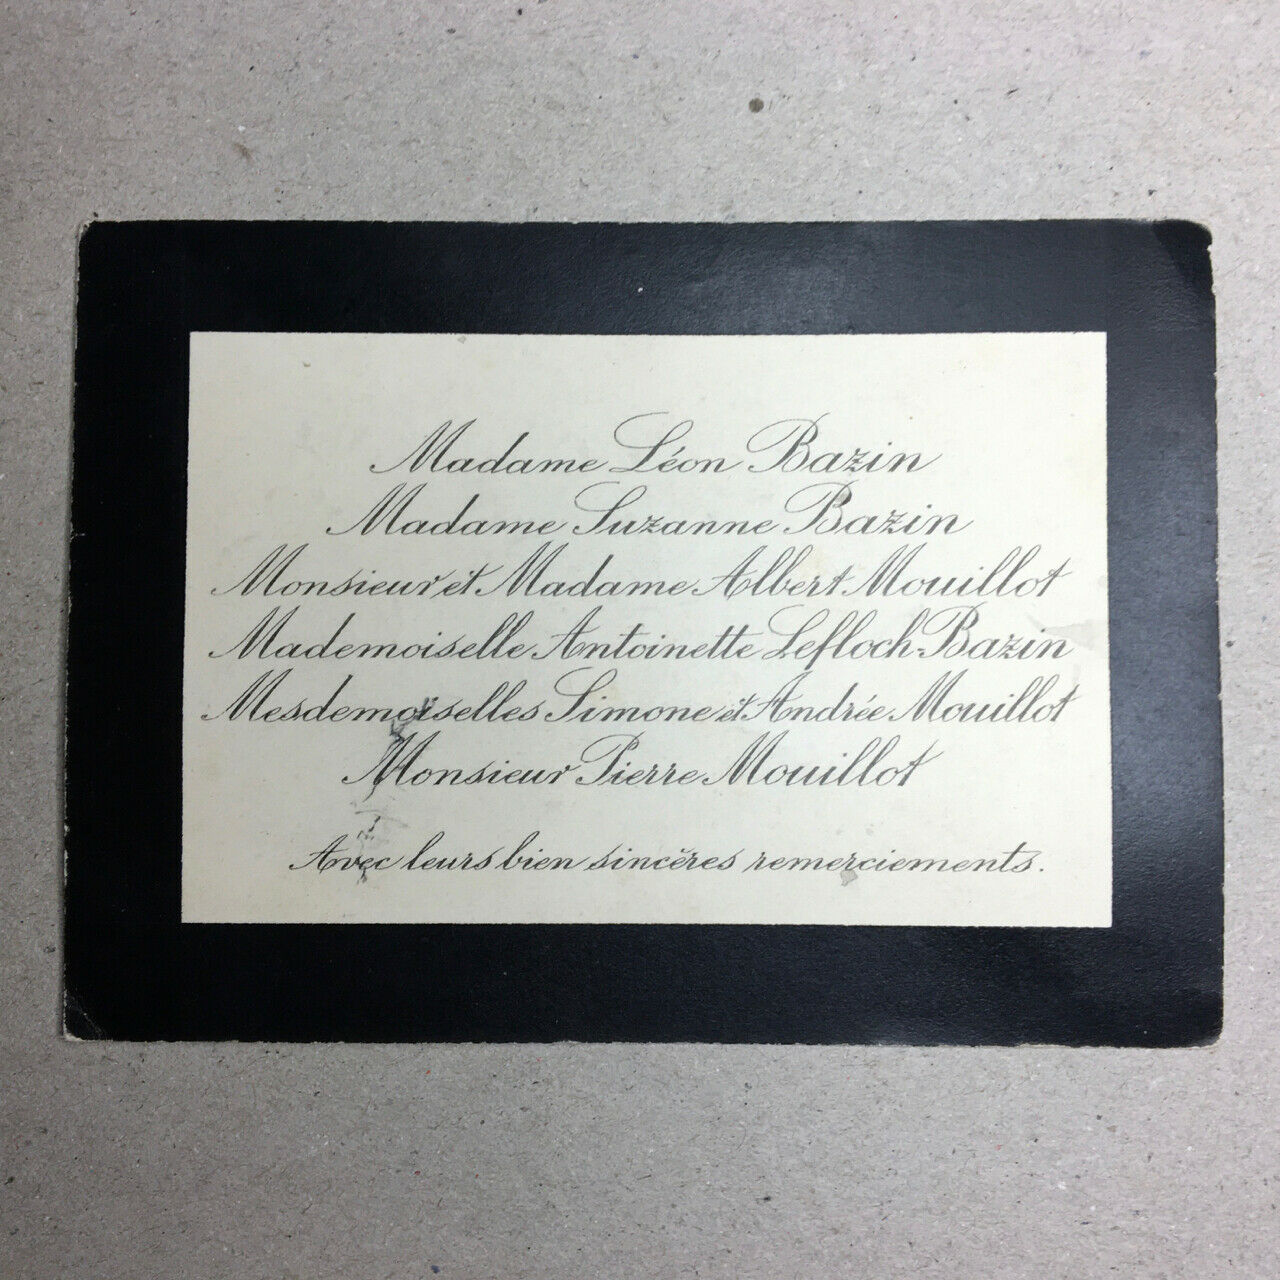 Madame Léon Bazin
Madame Suzanne Bazin
Monsieur et Madame Albert Mouillot
Mademoiselle Antoinette Lefloch-Bazin
Mesdemoiselles Simone et Andrée Mouillot
Monsieur Pierre Mouillot
Avec leurs bien sincères remerciements.